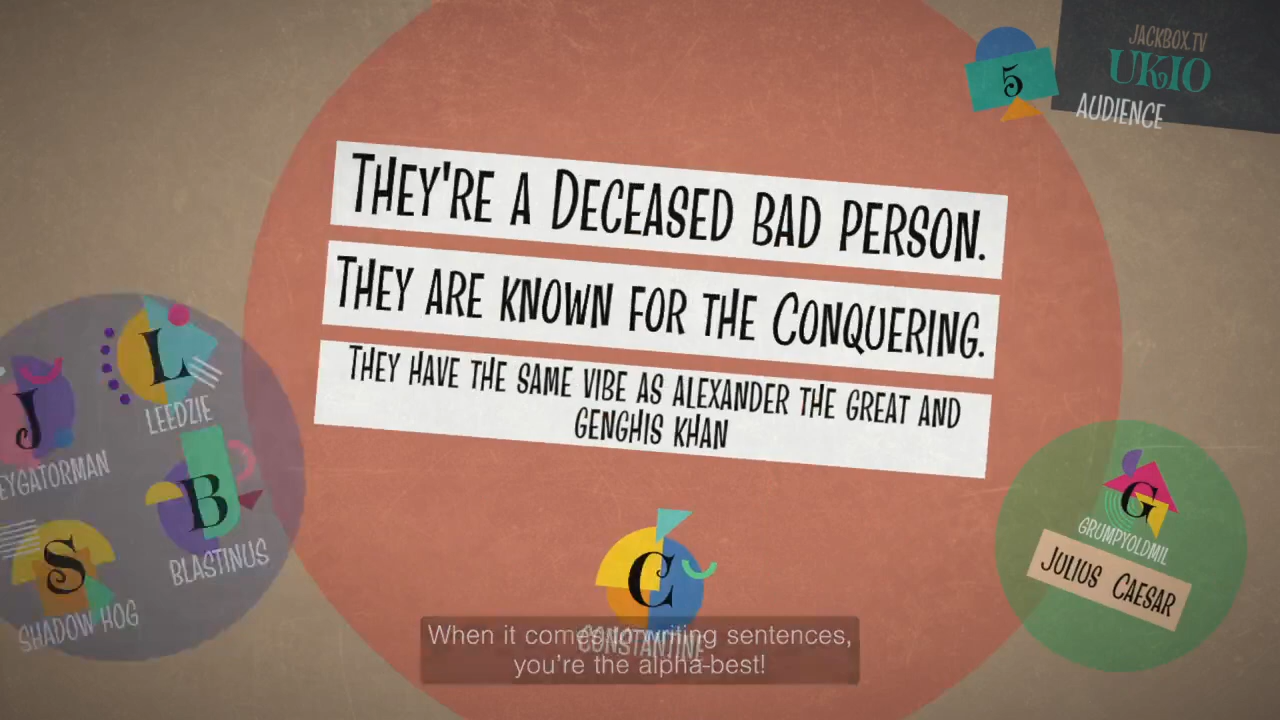 JACKBOX.TV
UKIO
5
AUDIENCE
THEY'RE A DECEASED BAD PERSON.
THEY ARE KNOWN FOR THE CONQUERING.
THEY HAVE THE SAME VIBE AS ALEXANDER THE GREAT AND
GENGHIS KHAN
L
LEEDZIE
J
EYGATORMAN
B
BLASTINUS
S
SHADOW HOG
G
GRUMPYOLDMIL
JULIUS CAESAR
C
CONSTANTINE
When it comes to writing sentences,
you're the alpha-best!